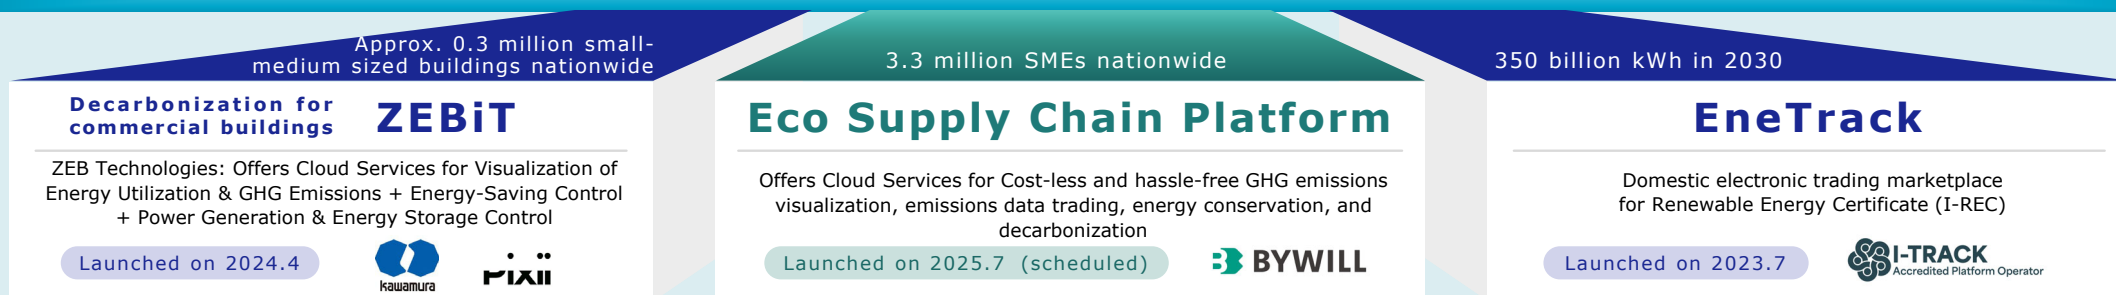 Approx. 0.3 million small-
medium sized buildings nationwide
Decarbonization for
commercial buildings
ZEBiT
ZEB Technologies: Offers Cloud Services for Visualization of
Energy Utilization & GHG Emissions + Energy-Saving Control
+ Power Generation & Energy Storage Control
Launched on 2024.4
kawamura
PIXII
3.3 million SMEs nationwide
Eco Supply Chain Platform
Offers Cloud Services for Cost-less and hassle-free GHG emissions
visualization, emissions data trading, energy conservation, and
decarbonization
Launched on 2025.7 (scheduled)
BYWILL
350 billion kWh in 2030
EneTrack
Domestic electronic trading marketplace
for Renewable Energy Certificate (I-REC)
Launched on 2023.7
I-TRACK
Accredited Platform Operator